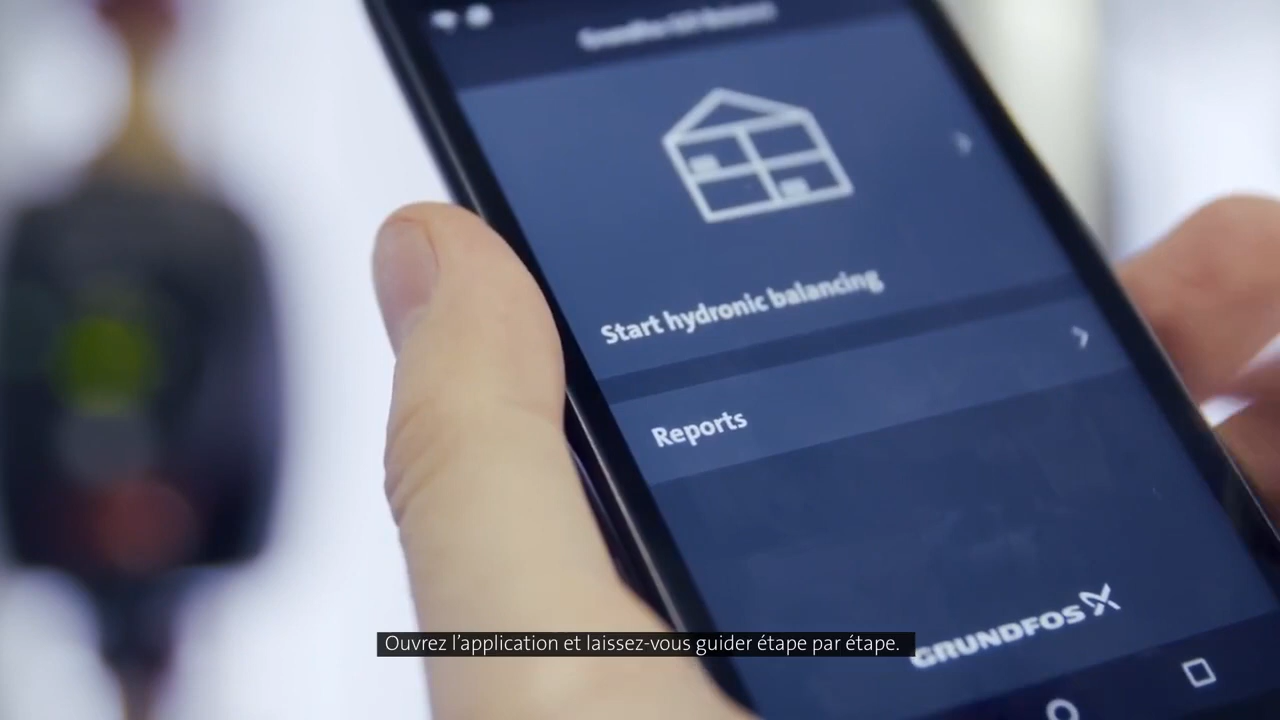 Start hydronic balancing
Reports
GRUNDFOS
Ouvrez l’application et laissez-vous guider étape par étape.